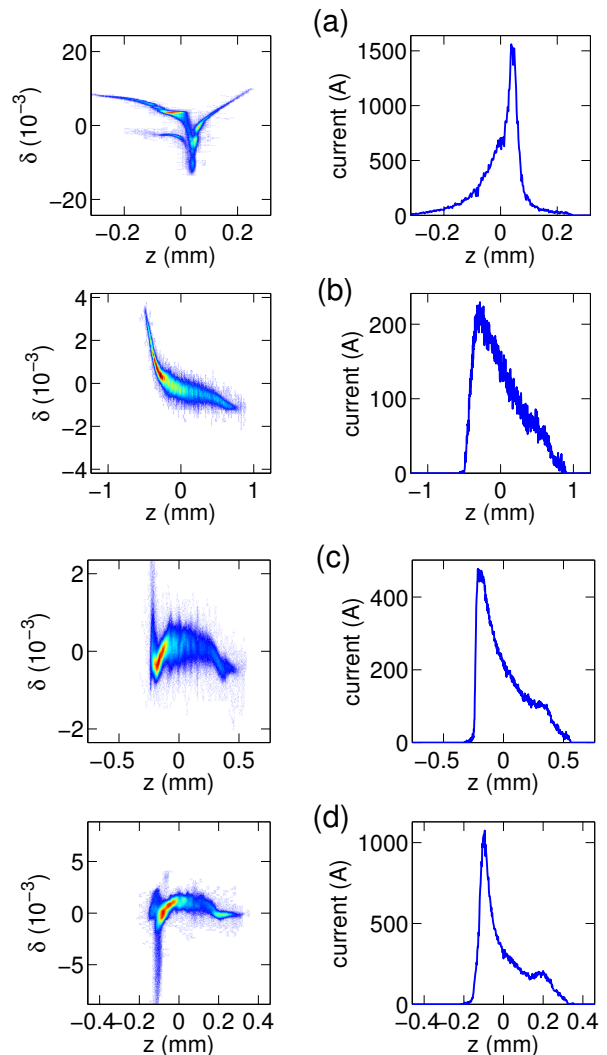 (a)
20
0
−20
δ (10−3)
−0.2 0 0.2
z (mm)
1500
1000
500
0
current (A)
−0.2 0 0.2
z (mm)
(b)
4
2
0
−2
−4
δ (10−3)
−1 0 1
z (mm)
200
100
0
current (A)
−1 0 1
z (mm)
(c)
2
0
−2
δ (10−3)
−0.5 0 0.5
z (mm)
400
200
0
current (A)
−0.5 0 0.5
z (mm)
(d)
5
0
−5
δ (10−3)
−0.4−0.2 0 0.2 0.4
z (mm)
1000
500
0
current (A)
−0.4−0.2 0 0.2 0.4
z (mm)